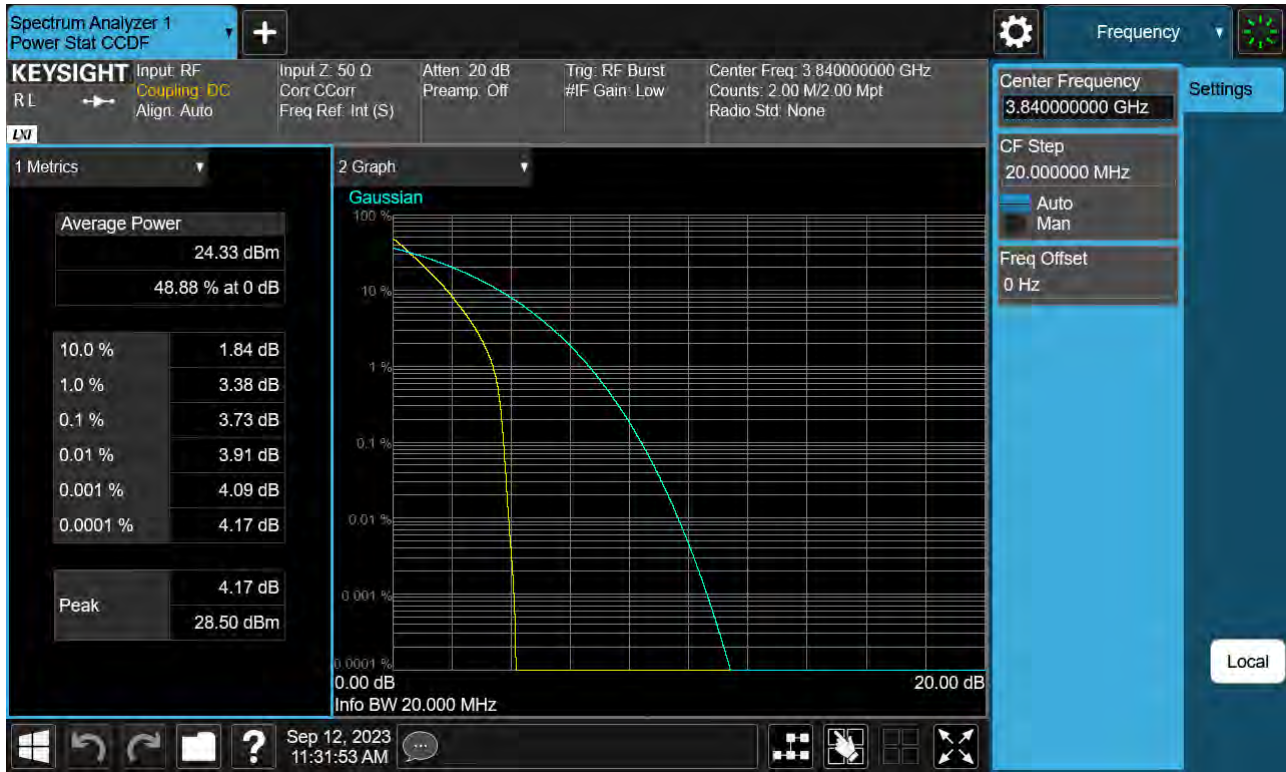 Spectrum Analyzer 1
Power Stat CCDF
Frequency
KEYSIGHT
RL
LXI
Input: RF
Coupling: DC
Align: Auto
Input Z: 50 Ω
Corr CCorr
Freq Ref: Int (S)
Atten: 20 dB
Preamp: Off
Trig: RF Burst
#IF Gain: Low
Center Freq: 3.840000000 GHz
Counts: 2.00 M/2.00 Mpt
Radio Std: None
1 Metrics
Average Power
24.33 dBm
48.88 % at 0 dB
10.0 % 1.84 dB
1.0 % 3.38 dB
0.1 % 3.73 dB
0.01 % 3.91 dB
0.001 % 4.09 dB
0.0001 % 4.17 dB
Peak
4.17 dB
28.50 dBm
2 Graph
Gaussian
100 %
10 %
1 %
0.1 %
0.01 %
0.001 %
0.0001 %
0.00 dB 20.00 dB
Info BW 20.000 MHz
Center Frequency
3.840000000 GHz
CF Step
20.000000 MHz
Auto
Man
Freq Offset
0 Hz
Settings
Local
?
Sep 12, 2023
11:31:53 AM